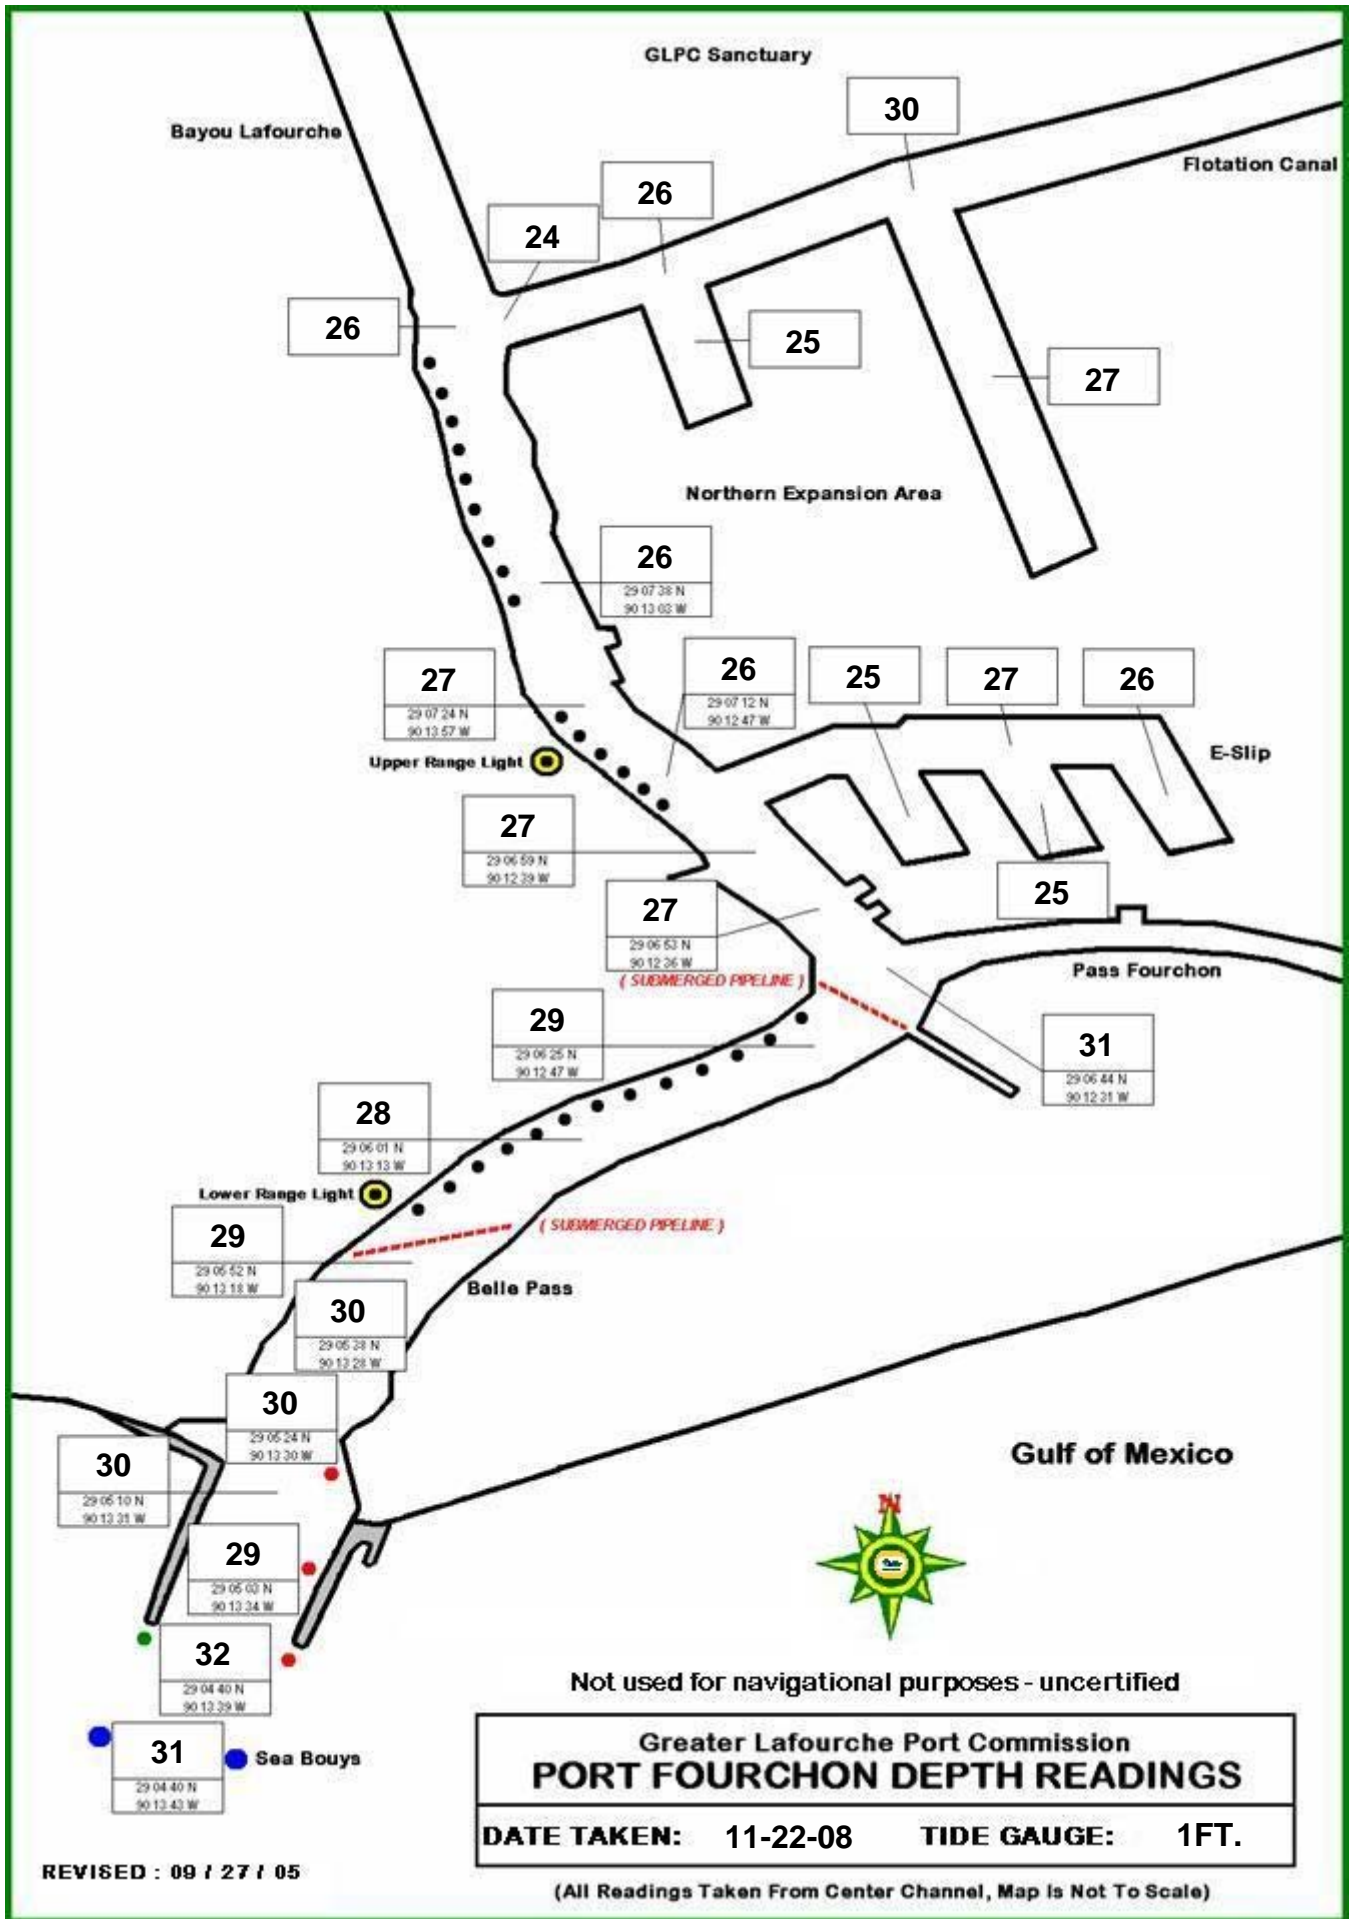 GLPC Sanctuary
30
Bayou Lafourche
Flotation Canal
26
24
26
25
27
Northern Expansion Area
26
29 07 38 N
90 13 03 W
27
29 07 24 N
90 13 57 W
26
29 07 12 N
90 12 47 W
25
27
26
E-Slip
Upper Range Light
27
29 06 59 N
90 12 39 W
25
27
29 06 53 N
90 12 36 W
( SUBMERGED PIPELINE )
Pass Fourchon
29
29 06 25 N
90 12 47 W
31
29 06 44 N
90 12 31 W
28
29 06 01 N
90 13 13 W
Lower Range Light
29
29 05 52 N
90 13 18 W
( SUBMERGED PIPELINE )
Belle Pass
30
29 05 38 N
90 13 28 W
30
29 05 24 N
90 13 30 W
Gulf of Mexico
30
29 05 10 N
90 13 31 W
N
29
29 05 03 N
90 13 34 W
32
29 04 40 N
90 13 39 W
Not used for navigational purposes - uncertified
31
29 04 40 N
90 13 43 W
Sea Bouys
Greater Lafourche Port Commission
PORT FOURCHON DEPTH READINGS
DATE TAKEN: 11-22-08 TIDE GAUGE: 1FT.
REVISED : 09 / 27 / 05
(All Readings Taken From Center Channel, Map Is Not To Scale)